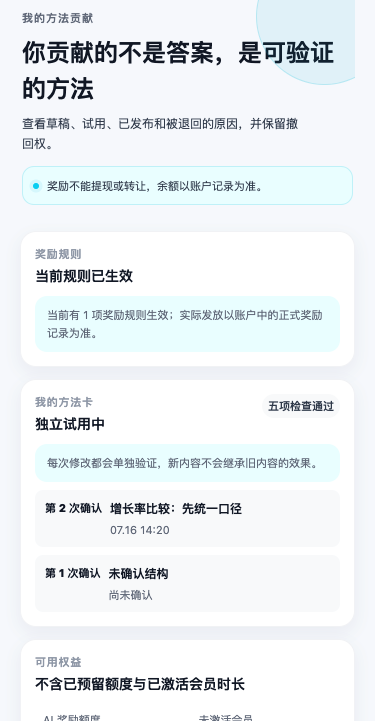 我的方法贡献
你贡献的不是答案，是可验证
的方法
查看草稿、试用、已发布和被退回的原因，并保留撤
回权。
奖励不能提现或转让，余额以账户记录为准。
奖励规则
当前规则已生效
当前有 1 项奖励规则生效；实际发放以账户中的正式奖励
记录为准。
我的方法卡
五项检查通过
独立试用中
每次修改都会单独验证，新内容不会继承旧内容的效果。
第 2 次确认 增长率比较：先统一口径
07.16 14:20
第 1 次确认 未确认结构
尚未确认
可用权益
不含已预留额度与已激活会员时长
AI 奖励额度 未激活会员